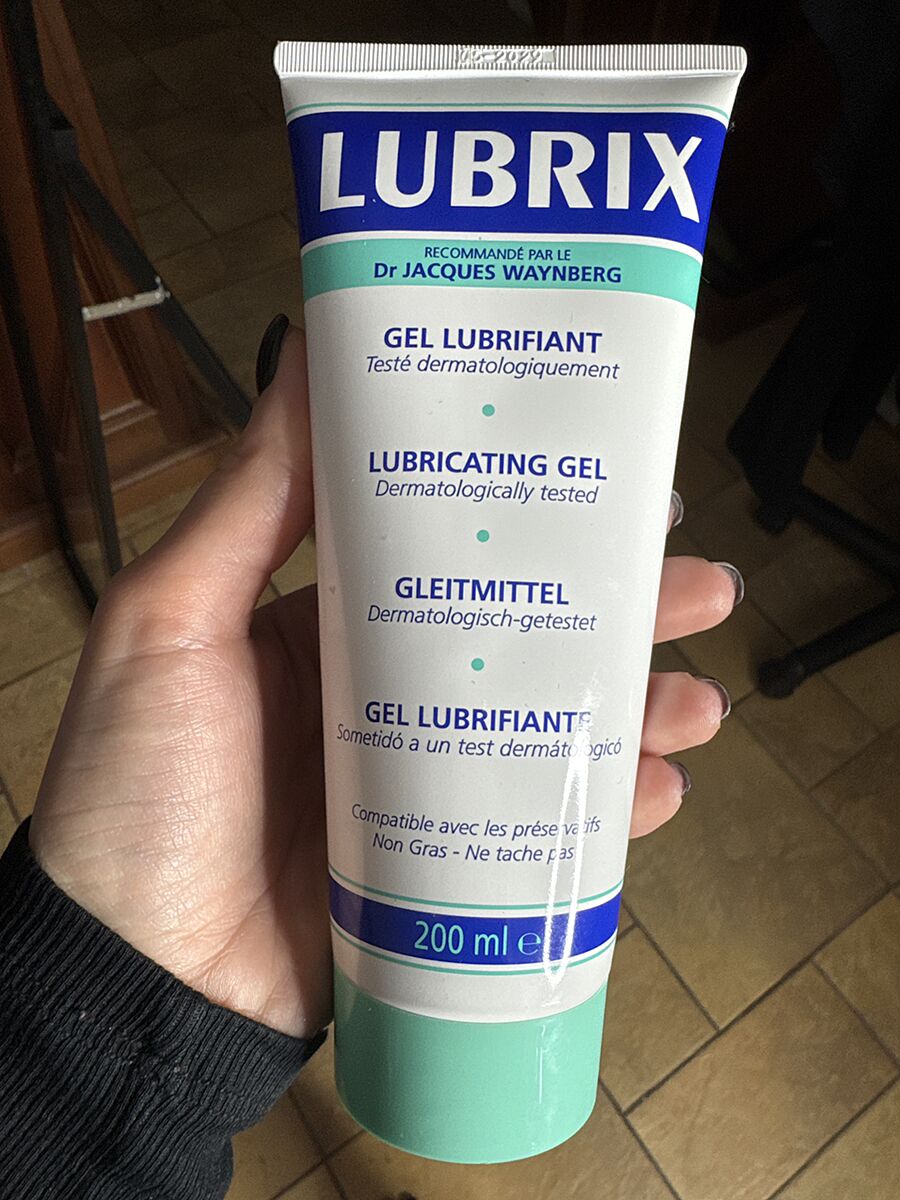 LUBRIX
RECOMMANDÉ PAR LE
Dr JACQUES WAYNBERG
GEL LUBRIFIANT
Testé dermatologiquement
LUBRICATING GEL
Dermatologically tested
GLEITMITTEL
Dermatologisch-getestet
GEL LUBRIFIANTE
Sometidó a un test dermátológicó
Compatible avec les préservatifs
Non Gras - Ne tache pas
200 ml ℮